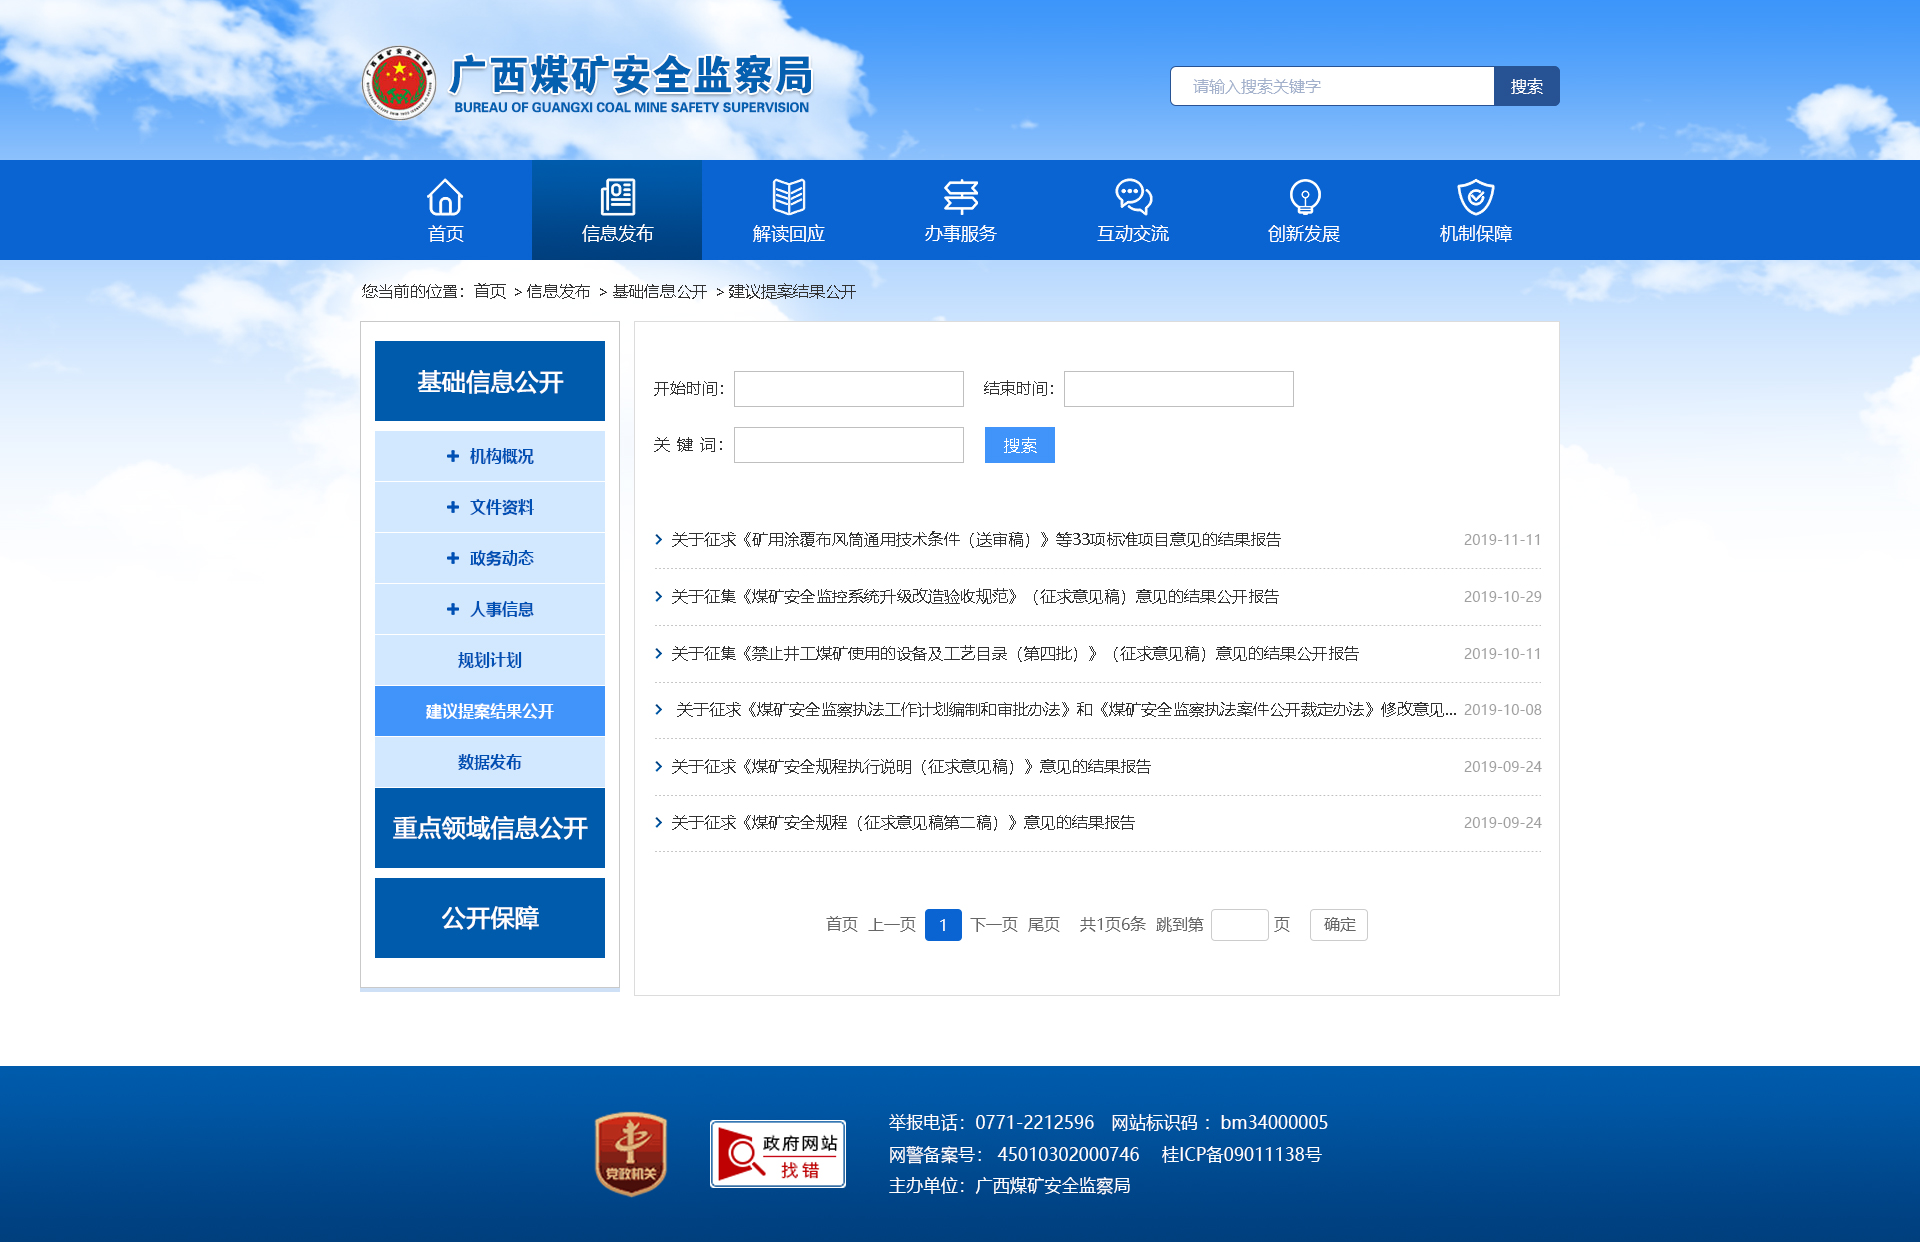 广西煤矿安全监察局
BUREAU OF GUANGXI COAL MINE SAFETY SUPERVISION
请输入搜索关键字 搜索
首页 信息发布 解读回应 办事服务 互动交流 创新发展 机制保障
您当前的位置：首页 > 信息发布 > 基础信息公开 > 建议提案结果公开
基础信息公开
机构概况
文件资料
政务动态
人事信息
规划计划
建议提案结果公开
数据发布
重点领域信息公开
公开保障
开始时间： 结束时间：
关 键 词： 搜索
关于征求《矿用涂覆布风筒通用技术条件（送审稿）》等33项标准项目意见的结果报告 2019-11-11
关于征集《煤矿安全监控系统升级改造验收规范》（征求意见稿）意见的结果公开报告 2019-10-29
关于征集《禁止井工煤矿使用的设备及工艺目录（第四批）》（征求意见稿）意见的结果公开报告 2019-10-11
关于征求《煤矿安全监察执法工作计划编制和审批办法》和《煤矿安全监察执法案件公开裁定办法》修改意见... 2019-10-08
关于征求《煤矿安全规程执行说明（征求意见稿）》意见的结果报告 2019-09-24
关于征求《煤矿安全规程（征求意见稿第二稿）》意见的结果报告 2019-09-24
首页 上一页 1 下一页 尾页 共1页6条 跳到第 页 确定
党政机关
政府网站
找错
举报电话：0771-2212596 网站标识码 ：bm34000005
网警备案号： 45010302000746 桂ICP备09011138号
主办单位：广西煤矿安全监察局